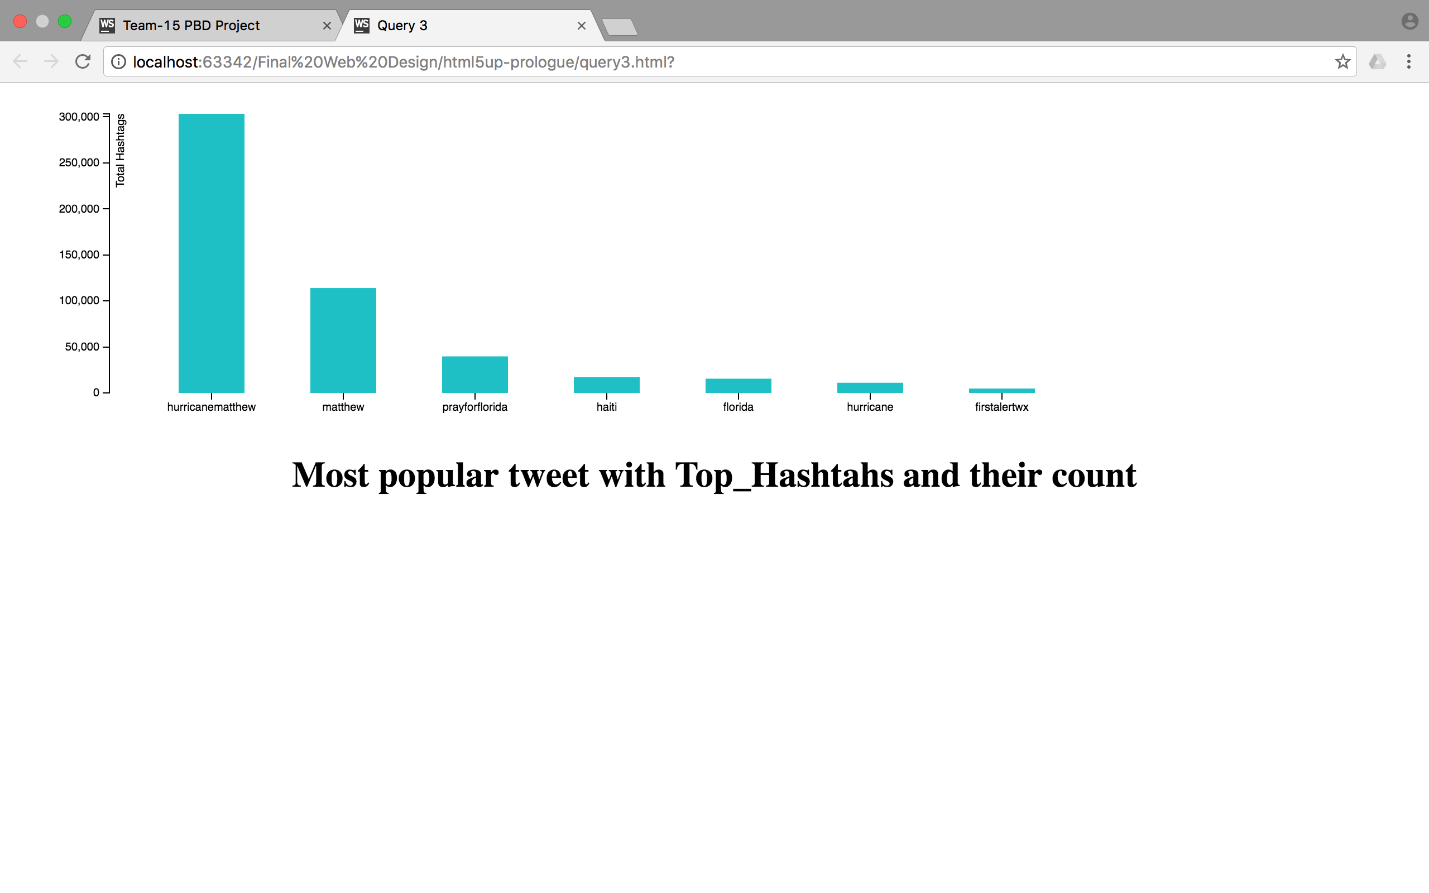 WS Team-15 PBD Project
WS Query 3
localhost:63342/Final%20Web%20Design/html5up-prologue/query3.html?
300,000
250,000
200,000
150,000
100,000
50,000
0
Total Hashtags
hurricanematthew matthew prayforflorida haiti florida hurricane firstalertwx
Most popular tweet with Top_Hashtahs and their count